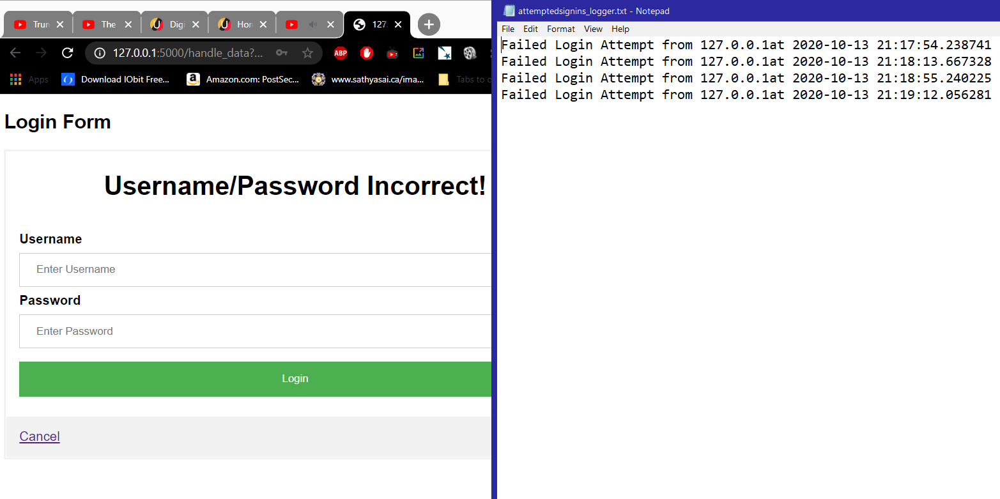 Trun
The
Digi
Hor
127.
127.0.0.1:5000/handle_data?...
ABP
Apps
Download IObit Free...
Amazon.com: PostSec...
www.sathyasai.ca/ima...
Tabs to o
Login Form
Username/Password Incorrect!
Username
Enter Username
Password
Enter Password
Login
Cancel
attemptedsignins_logger.txt - Notepad
File Edit Format View Help
Failed Login Attempt from 127.0.0.1at 2020-10-13 21:17:54.238741
Failed Login Attempt from 127.0.0.1at 2020-10-13 21:18:13.667328
Failed Login Attempt from 127.0.0.1at 2020-10-13 21:18:55.240225
Failed Login Attempt from 127.0.0.1at 2020-10-13 21:19:12.056281